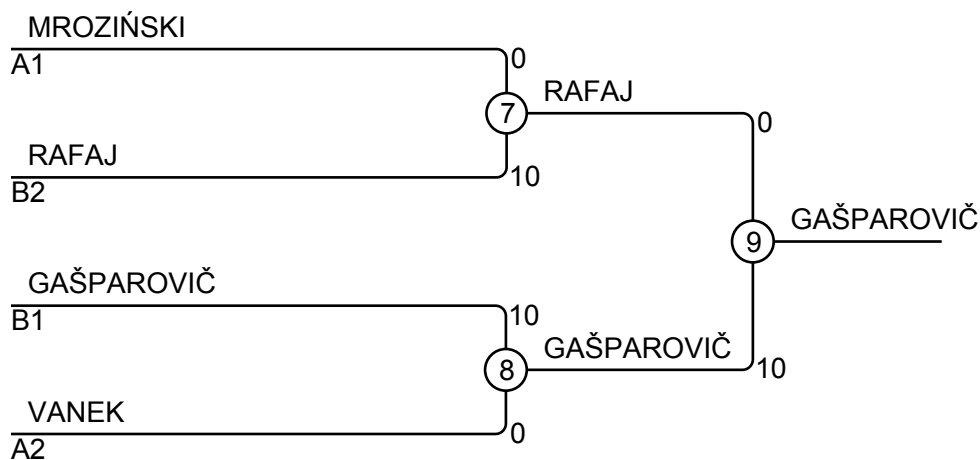 MROZIŃSKI
A1
0
7
RAFAJ
0
RAFAJ
B2
10
9
GAŠPAROVIČ
GAŠPAROVIČ
B1
10
8
GAŠPAROVIČ
10
VANEK
A2
0